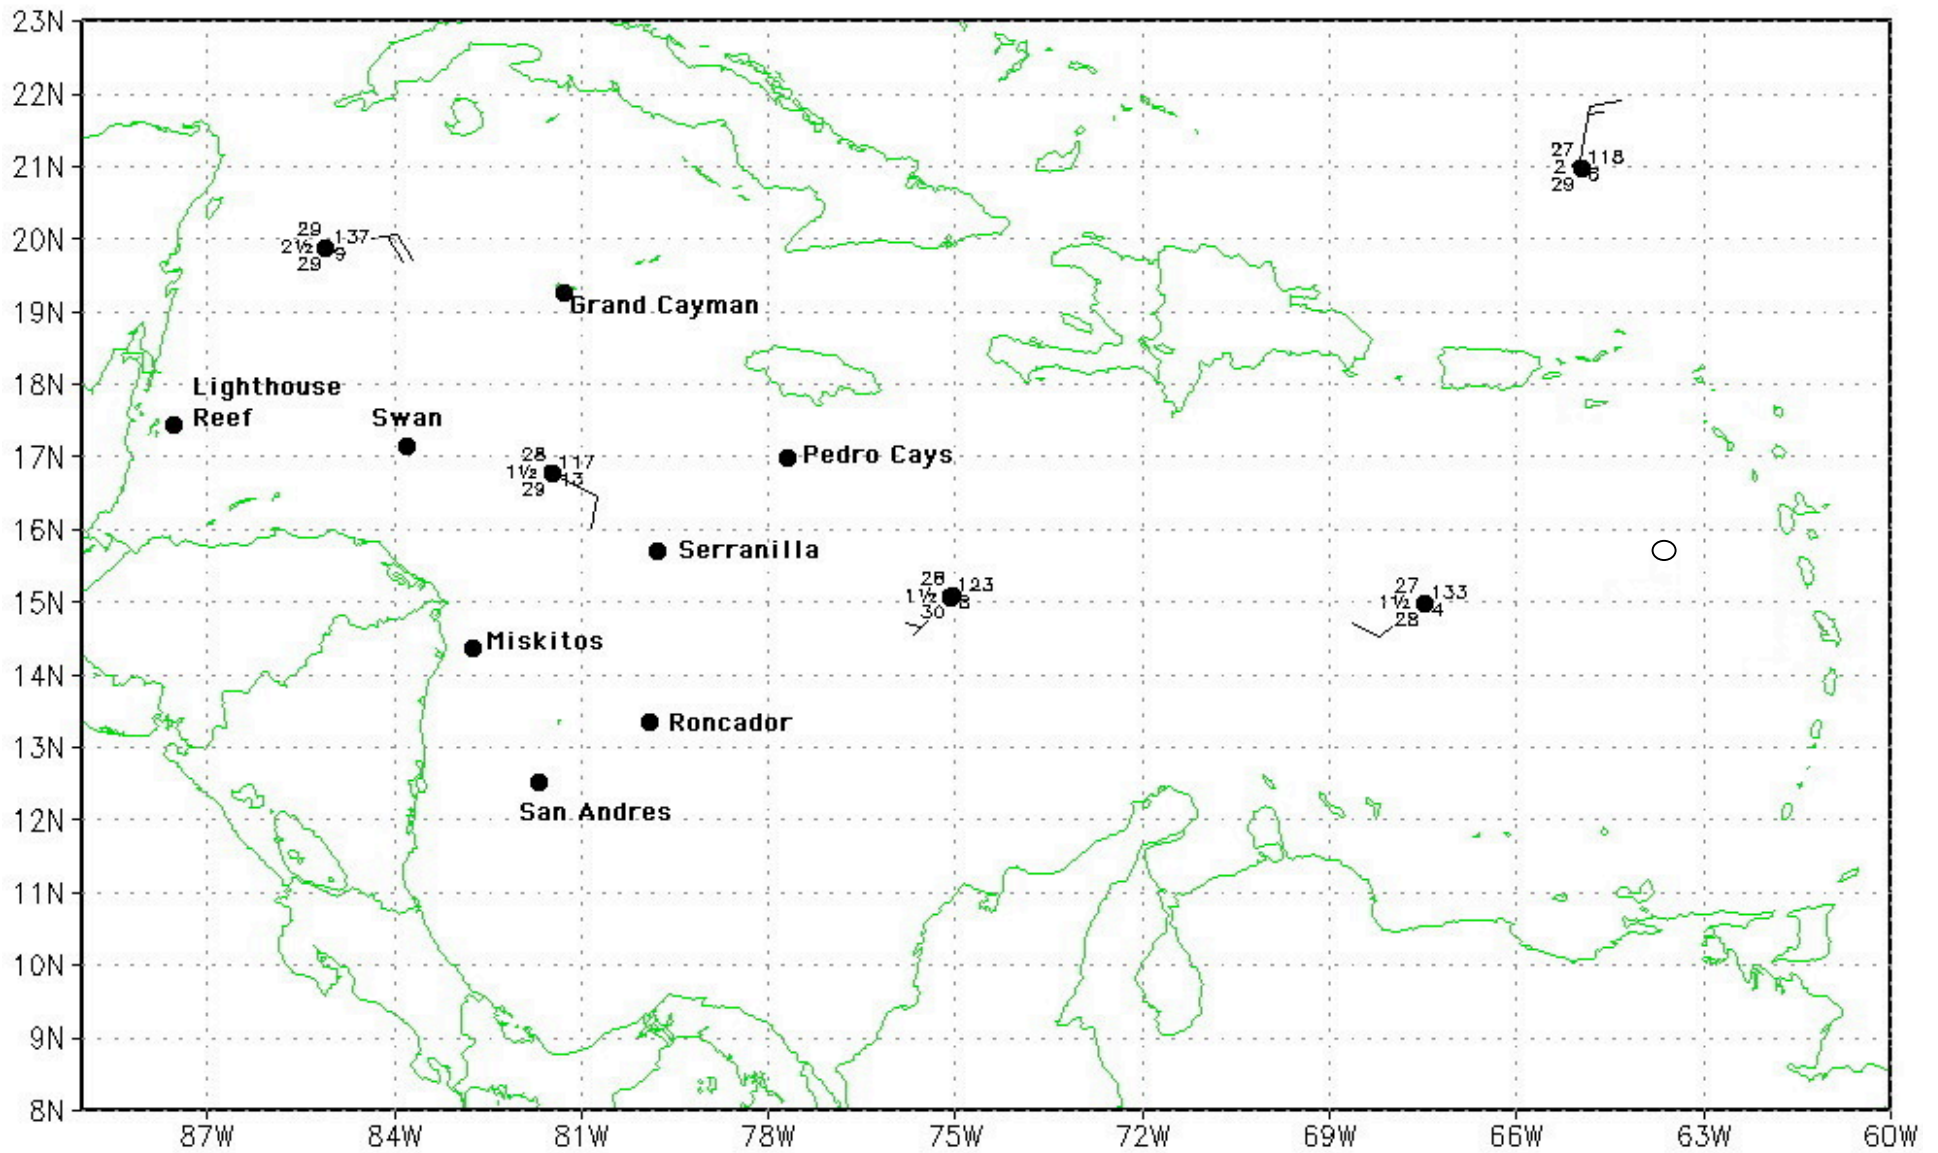 23N
22N
21N
20N
19N
18N
17N
16N
15N
14N
13N
12N
11N
10N
9N
8N
27
118
2
29
29
137
2½
9
29
Grand Cayman
Lighthouse
Reef
Swan
28
117
1½
13
29
Pedro Cays
Serranilla
123
1½
30
27
133
1½
4
28
Miskitos
Roncador
San Andres
87W
84W
81W
78W
75W
72W
69W
66W
63W
60W